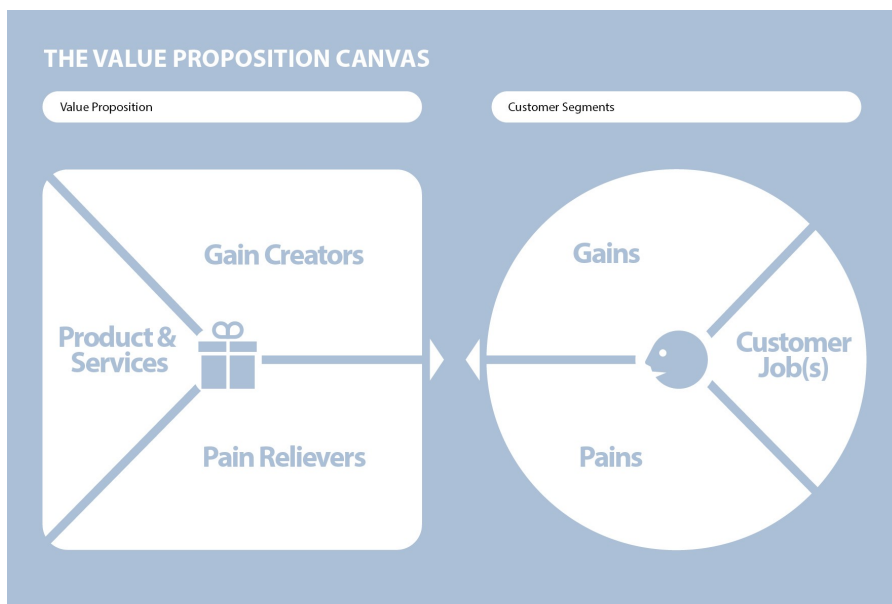 THE VALUE PROPOSITION CANVAS
Value Proposition
Customer Segments
Gain Creators
Product &
Services
Pain Relievers
Gains
Customer
Job(s)
Pains